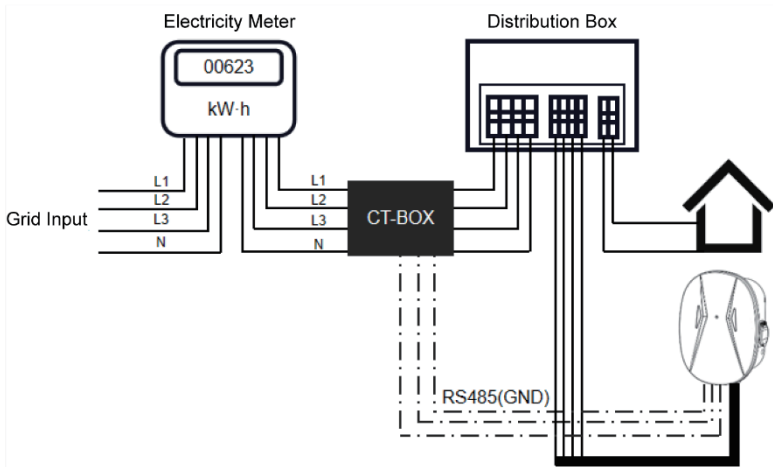 Electricity Meter
Distribution Box
00623
kW·h
L1
L2
L3
N
Grid Input
L1
L2
L3
N
CT-BOX
RS485(GND)